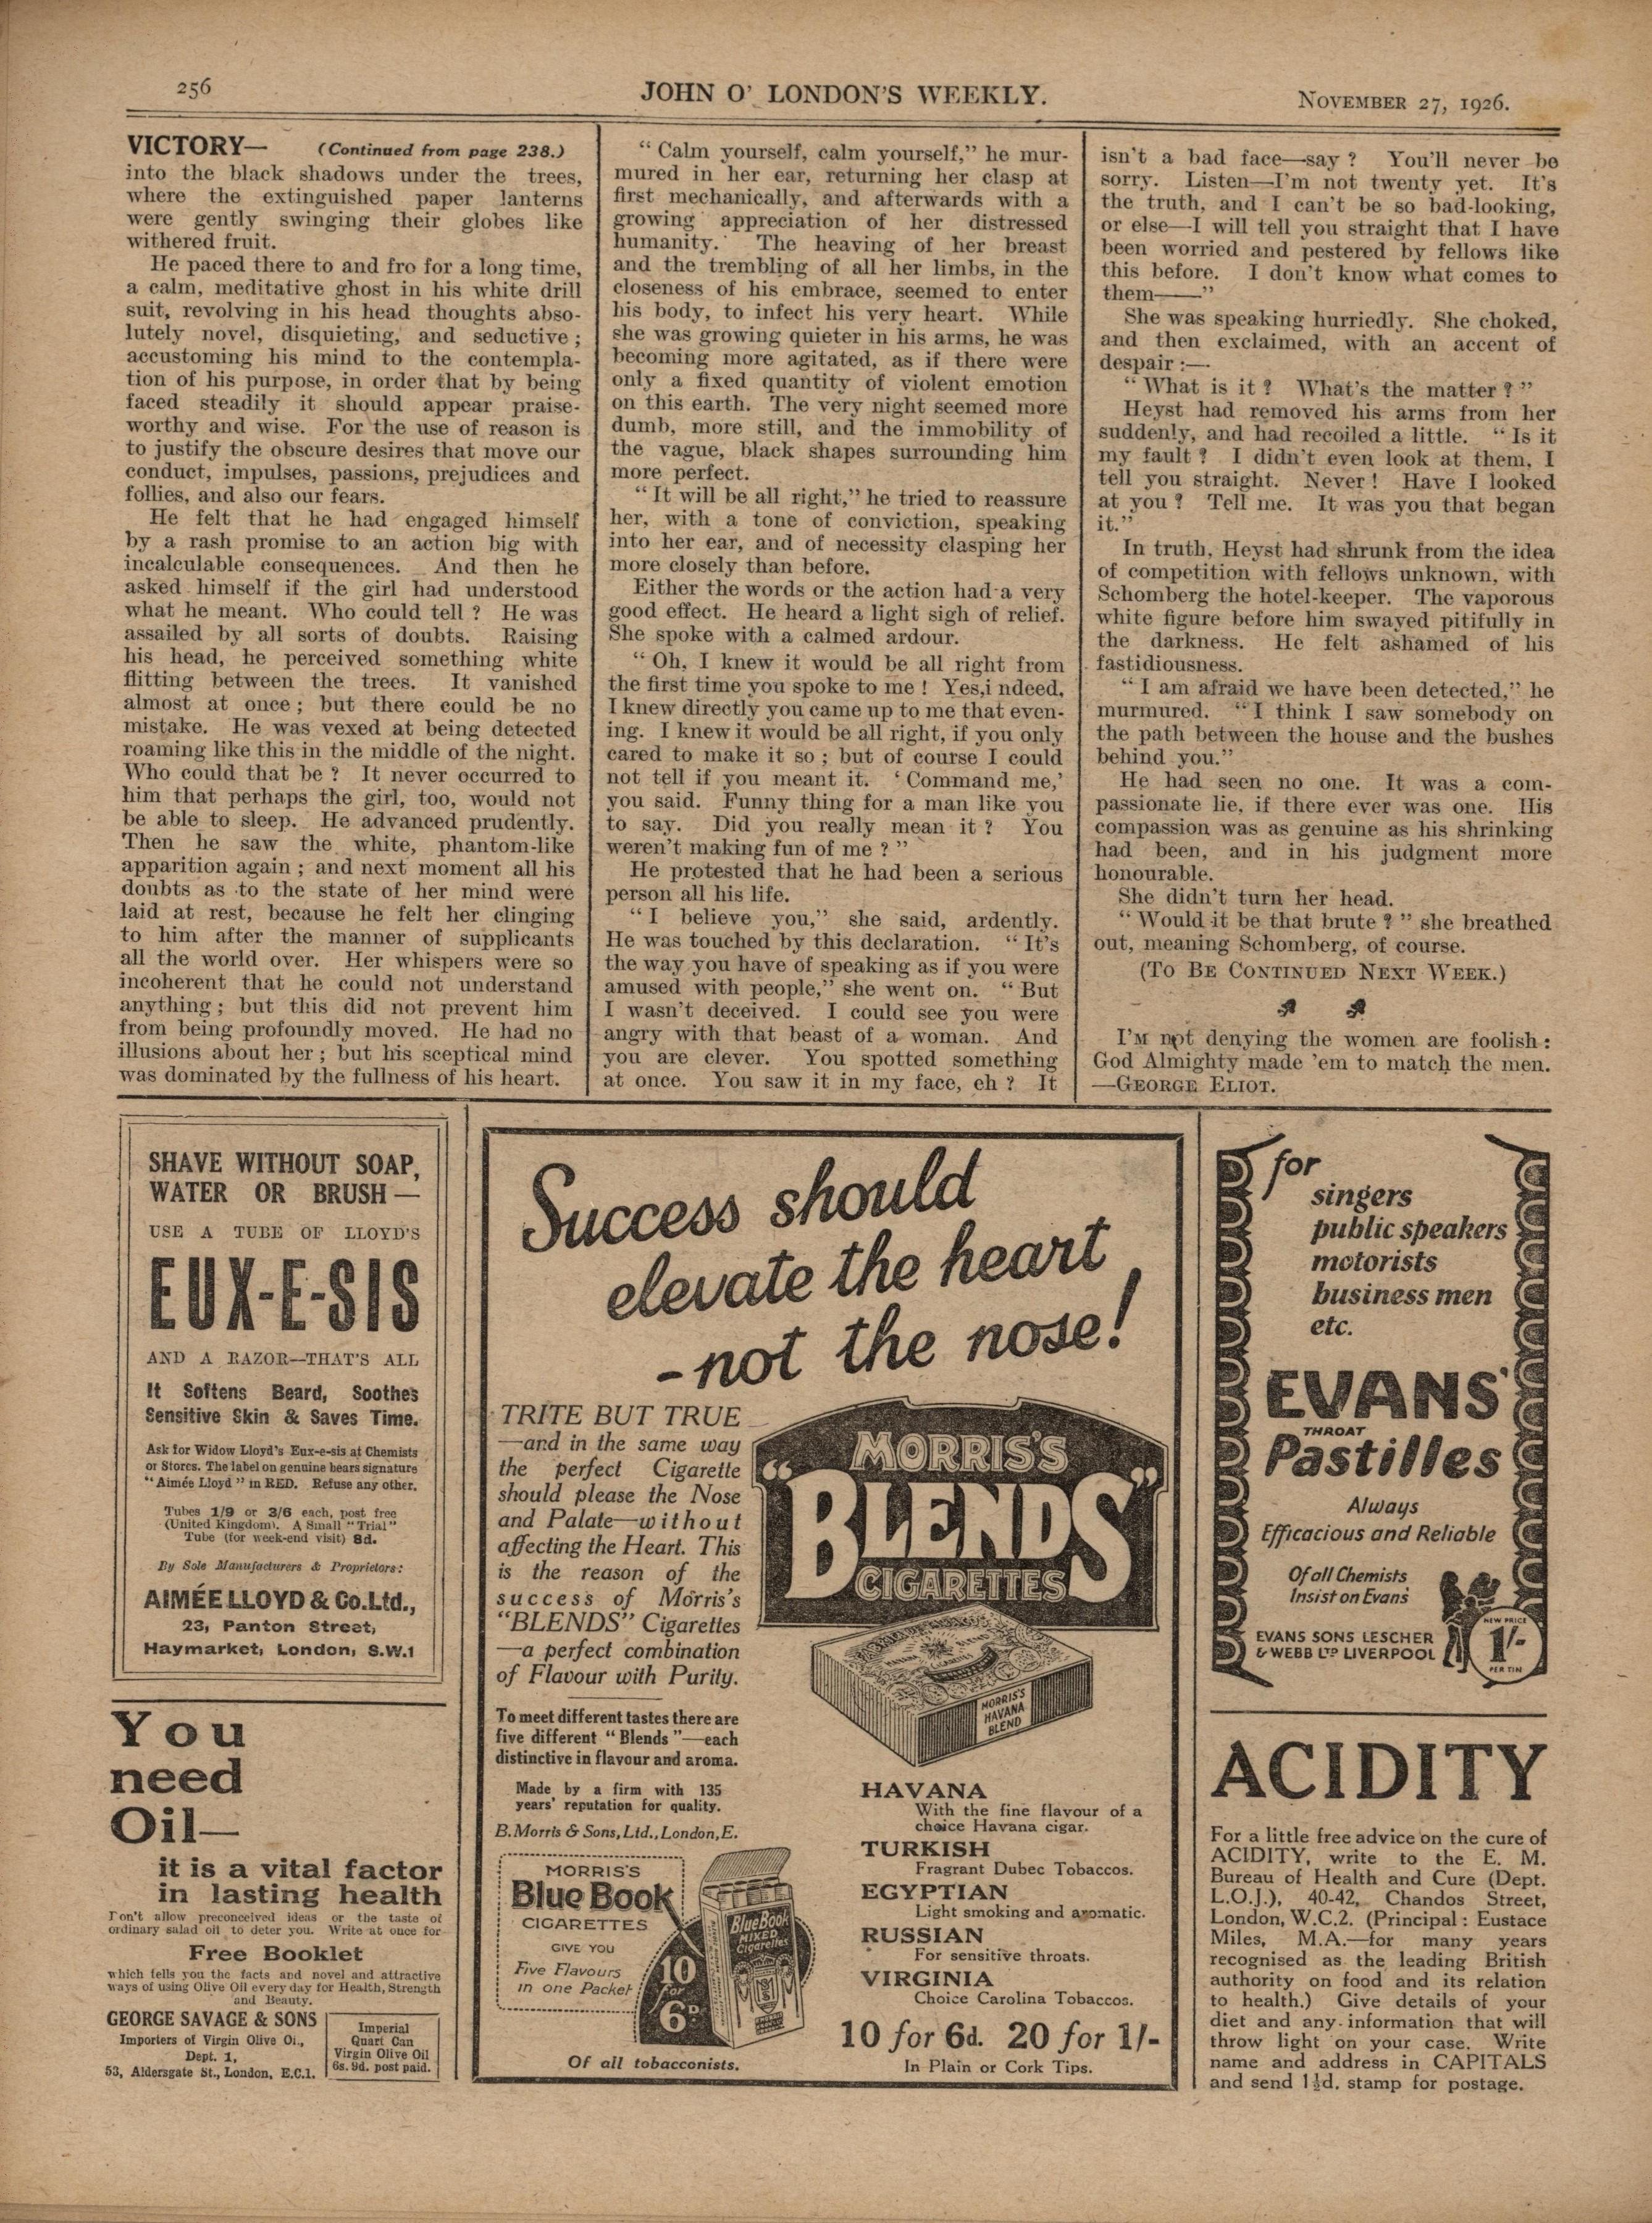 256
JOHN O' LONDON'S WEEKLY.
NOVEMBER 27, 1926.
VICTORY— (Continued from page 238.)
into the black shadows under the trees,
where the extinguished paper lanterns
were gently swinging their globes like
withered fruit.
He paced there to and fro for a long time,
a calm, meditative ghost in his white drill
suit, revolving in his head thoughts abso-
lutely novel, disquieting, and seductive;
accustoming his mind to the contempla-
tion of his purpose, in order that by being
faced steadily it should appear praise-
worthy and wise. For the use of reason is
to justify the obscure desires that move our
conduct, impulses, passions, prejudices and
follies, and also our fears.
He felt that he had engaged himself
by a rash promise to an action big with
incalculable consequences. And then he
asked himself if the girl had understood
what he meant. Who could tell? He was
assailed by all sorts of doubts. Raising
his head, he perceived something white
flitting between the trees. It vanished
almost at once; but there could be no
mistake. He was vexed at being detected
roaming like this in the middle of the night.
Who could that be? It never occurred to
him that perhaps the girl, too, would not
be able to sleep. He advanced prudently.
Then he saw the white, phantom-like
apparition again; and next moment all his
doubts as to the state of her mind were
laid at rest, because he felt her clinging
to him after the manner of supplicants
all the world over. Her whispers were so
incoherent that he could not understand
anything; but this did not prevent him
from being profoundly moved. He had no
illusions about her; but his sceptical mind
was dominated by the fullness of his heart.
"Calm yourself, calm yourself," he mur-
mured in her ear, returning her clasp at
first mechanically, and afterwards with a
growing appreciation of her distressed
humanity. The heaving of her breast
and the trembling of all her limbs, in the
closeness of his embrace, seemed to enter
his body, to infect his very heart. While
she was growing quieter in his arms, he was
becoming more agitated, as if there were
only a fixed quantity of violent emotion
on this earth. The very night seemed more
dumb, more still, and the immobility of
the vague, black shapes surrounding him
more perfect.
"It will be all right," he tried to reassure
her, with a tone of conviction, speaking
into her ear, and of necessity clasping her
more closely than before.
Either the words or the action had a very
good effect. He heard a light sigh of relief.
She spoke with a calmed ardour.
"Oh, I knew it would be all right from
the first time you spoke to me! Yes,i ndeed,
I knew directly you came up to me that even-
ing. I knew it would be all right, if you only
cared to make it so; but of course I could
not tell if you meant it. 'Command me,'
you said. Funny thing for a man like you
to say. Did you really mean it? You
weren't making fun of me?"
He protested that he had been a serious
person all his life.
"I believe you," she said, ardently.
He was touched by this declaration. "It's
the way you have of speaking as if you were
amused with people," she went on. "But
I wasn't deceived. I could see you were
angry with that beast of a woman. And
you are clever. You spotted something
at once. You saw it in my face, eh? It
isn't a bad face—say? You'll never be
sorry. Listen—I'm not twenty yet. It's
the truth, and I can't be so bad-looking,
or else—I will tell you straight that I have
been worried and pestered by fellows like
this before. I don't know what comes to
them——"
She was speaking hurriedly. She choked,
and then exclaimed, with an accent of
despair:—
"What is it? What's the matter?"
Heyst had removed his arms from her
suddenly, and had recoiled a little. "Is it
my fault? I didn't even look at them, I
tell you straight. Never! Have I looked
at you? Tell me. It was you that began
it."
In truth, Heyst had shrunk from the idea
of competition with fellows unknown, with
Schomberg the hotel-keeper. The vaporous
white figure before him swayed pitifully in
the darkness. He felt ashamed of his
fastidiousness.
"I am afraid we have been detected," he
murmured. "I think I saw somebody on
the path between the house and the bushes
behind you."
He had seen no one. It was a com-
passionate lie, if there ever was one. His
compassion was as genuine as his shrinking
had been, and in his judgment more
honourable.
She didn't turn her head.
"Would it be that brute?" she breathed
out, meaning Schomberg, of course.
(TO BE CONTINUED NEXT WEEK.)
I'M not denying the women are foolish:
God Almighty made 'em to match the men.
—GEORGE ELIOT.
SHAVE WITHOUT SOAP,
WATER OR BRUSH—
USE A TUBE OF LLOYD'S
EUX-E-SIS
AND A RAZOR—THAT'S ALL
It Softens Beard, Soothes
Sensitive Skin & Saves Time.
Ask for Widow Lloyd's Eux-e-sis at Chemists
or Stores. The label on genuine bears signature
"Aimée Lloyd" in RED. Refuse any other.
Tubes 1/9 or 3/6 each, post free
(United Kingdom). A Small "Trial"
Tube (for week-end visit) 8d.
By Sole Manufacturers & Proprietors:
AIMÉE LLOYD & Co. Ltd.,
23, Panton Street,
Haymarket, London, S.W.1
You
need
Oil—
it is a vital factor
in lasting health
Don't allow preconceived ideas or the taste of
ordinary salad oil to deter you. Write at once for
Free Booklet
which tells you the facts and novel and attractive
ways of using Olive Oil every day for Health, Strength
and Beauty.
GEORGE SAVAGE & SONS
Importers of Virgin Olive Oi.,
Dept. 1,
53, Aldersgate St., London, E.C.1.
Imperial
Quart Can
Virgin Olive Oil
6s. 9d. post paid.
Success should
elevate the heart,
-not the nose!
TRITE BUT TRUE
—and in the same way
the perfect Cigarette
should please the Nose
and Palate—without
affecting the Heart. This
is the reason of the
success of Morris's
"BLENDS" Cigarettes
—a perfect combination
of Flavour with Purity.
To meet different tastes there are
five different "Blends"—each
distinctive in flavour and aroma.
Made by a firm with 135
years' reputation for quality.
B. Morris & Sons, Ltd., London, E.
MORRIS'S
"BLENDS"
CIGARETTES
MORRIS'S
HAVANA
BLEND
MORRIS'S
Blue Book
CIGARETTES
GIVE YOU
Five Flavours
in one Packet
10
for
6D.
Blue Book
MIXED
Cigarettes
Of all tobacconists.
HAVANA
With the fine flavour of a
choice Havana cigar.
TURKISH
Fragrant Dubec Tobaccos.
EGYPTIAN
Light smoking and aromatic.
RUSSIAN
For sensitive throats.
VIRGINIA
Choice Carolina Tobaccos.
10 for 6d. 20 for 1/-
In Plain or Cork Tips.
for
singers
public speakers
motorists
business men
etc.
EVANS'
THROAT
Pastilles
Always
Efficacious and Reliable
Of all Chemists
Insist on Evans'
EVANS SONS LESCHER
& WEBB LTD LIVERPOOL
NEW PRICE
1/-
PER TIN
ACIDITY
For a little free advice on the cure of
ACIDITY, write to the E. M.
Bureau of Health and Cure (Dept.
L.O.J.), 40-42, Chandos Street,
London, W.C.2. (Principal: Eustace
Miles, M.A.—for many years
recognised as the leading British
authority on food and its relation
to health.) Give details of your
diet and any information that will
throw light on your case. Write
name and address in CAPITALS
and send 1½d. stamp for postage.